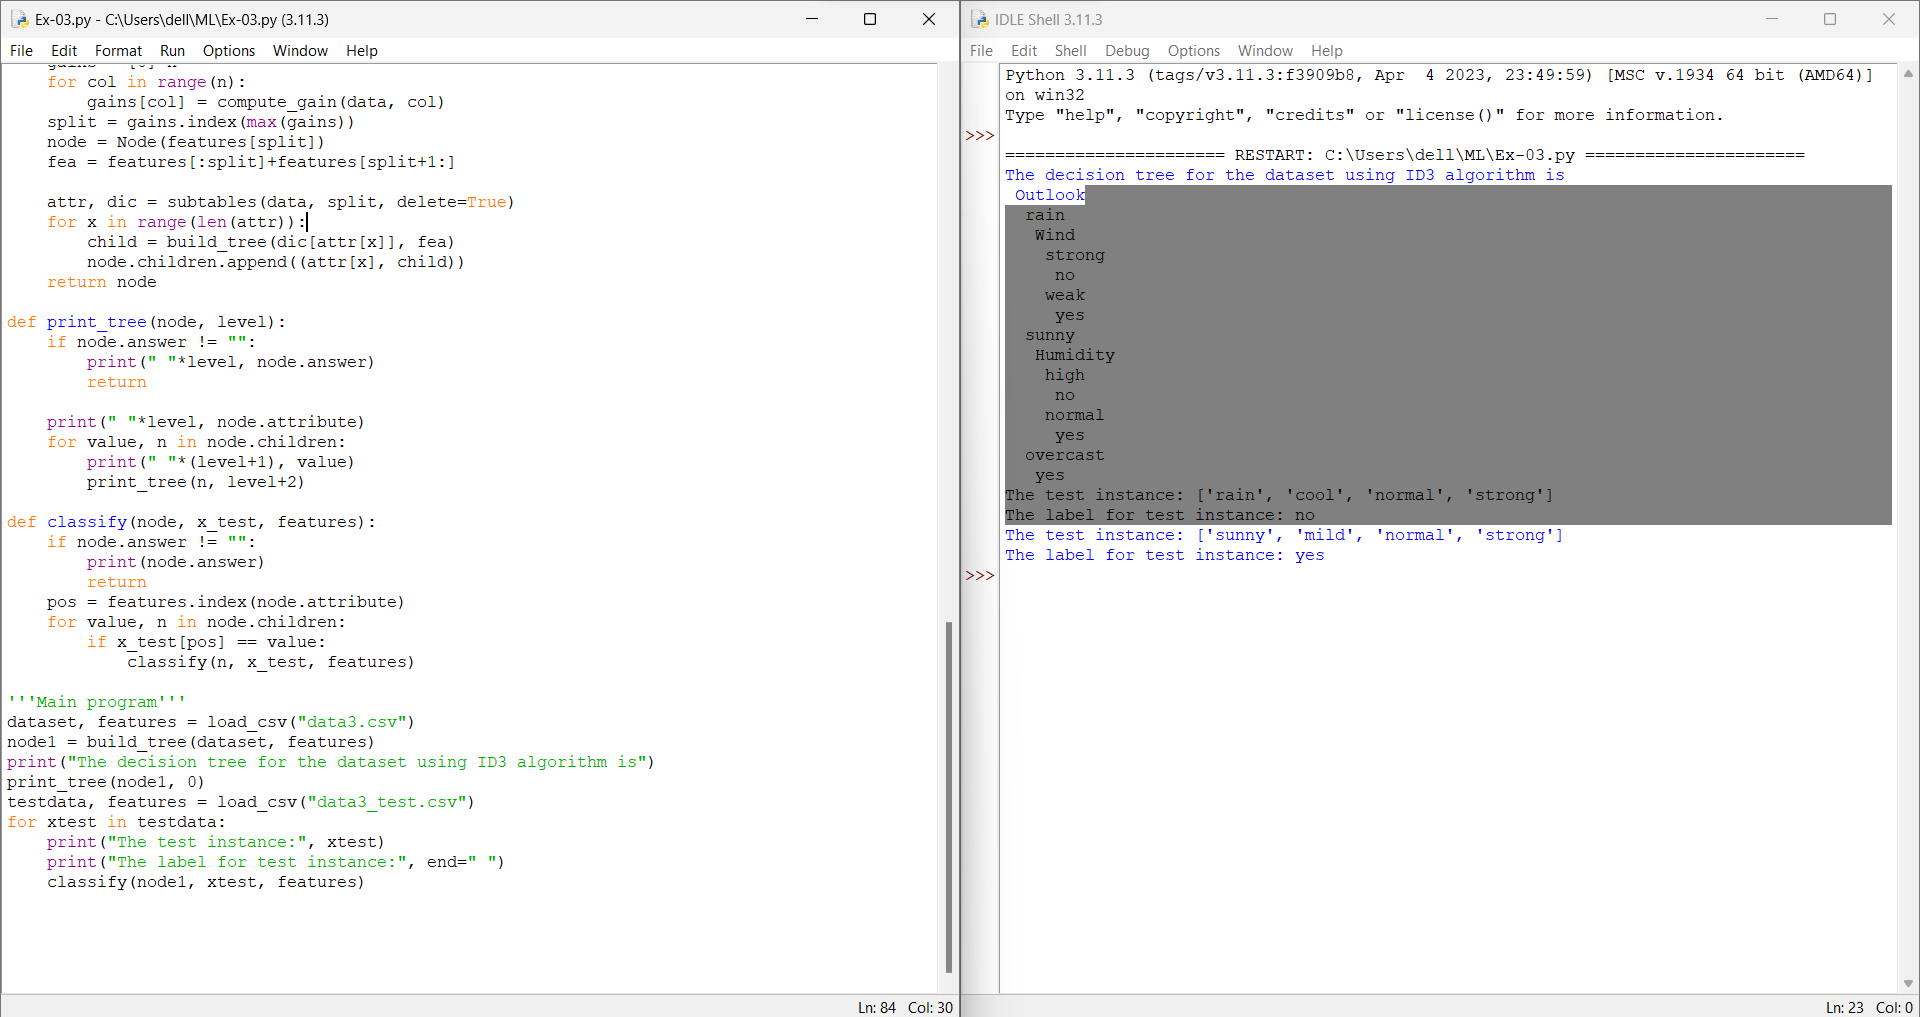 Ex-03.py - C:\Users\dell\ML\Ex-03.py (3.11.3)
File Edit Format Run Options Window Help
    for col in range(n):
        gains[col] = compute_gain(data, col)
    split = gains.index(max(gains))
    node = Node(features[split])
    fea = features[:split]+features[split+1:]
    attr, dic = subtables(data, split, delete=True)
    for x in range(len(attr)):
        child = build_tree(dic[attr[x]], fea)
        node.children.append((attr[x], child))
    return node
def print_tree(node, level):
    if node.answer != "":
        print(" "*level, node.answer)
        return
    print(" "*level, node.attribute)
    for value, n in node.children:
        print(" "*(level+1), value)
        print_tree(n, level+2)
def classify(node, x_test, features):
    if node.answer != "":
        print(node.answer)
        return
    pos = features.index(node.attribute)
    for value, n in node.children:
        if x_test[pos] == value:
            classify(n, x_test, features)
'''Main program'''
dataset, features = load_csv("data3.csv")
node1 = build_tree(dataset, features)
print("The decision tree for the dataset using ID3 algorithm is")
print_tree(node1, 0)
testdata, features = load_csv("data3_test.csv")
for xtest in testdata:
    print("The test instance:", xtest)
    print("The label for test instance:", end=" ")
    classify(node1, xtest, features)
Ln: 84 Col: 30
IDLE Shell 3.11.3
File Edit Shell Debug Options Window Help
Python 3.11.3 (tags/v3.11.3:f3909b8, Apr  4 2023, 23:49:59) [MSC v.1934 64 bit (AMD64)]
on win32
Type "help", "copyright", "credits" or "license()" for more information.
>>>
====================== RESTART: C:\Users\dell\ML\Ex-03.py ======================
The decision tree for the dataset using ID3 algorithm is
 Outlook
  rain
   Wind
    strong
     no
    weak
     yes
  sunny
   Humidity
    high
     no
    normal
     yes
  overcast
   yes
The test instance: ['rain', 'cool', 'normal', 'strong']
The label for test instance: no
The test instance: ['sunny', 'mild', 'normal', 'strong']
The label for test instance: yes
>>>
Ln: 23 Col: 0